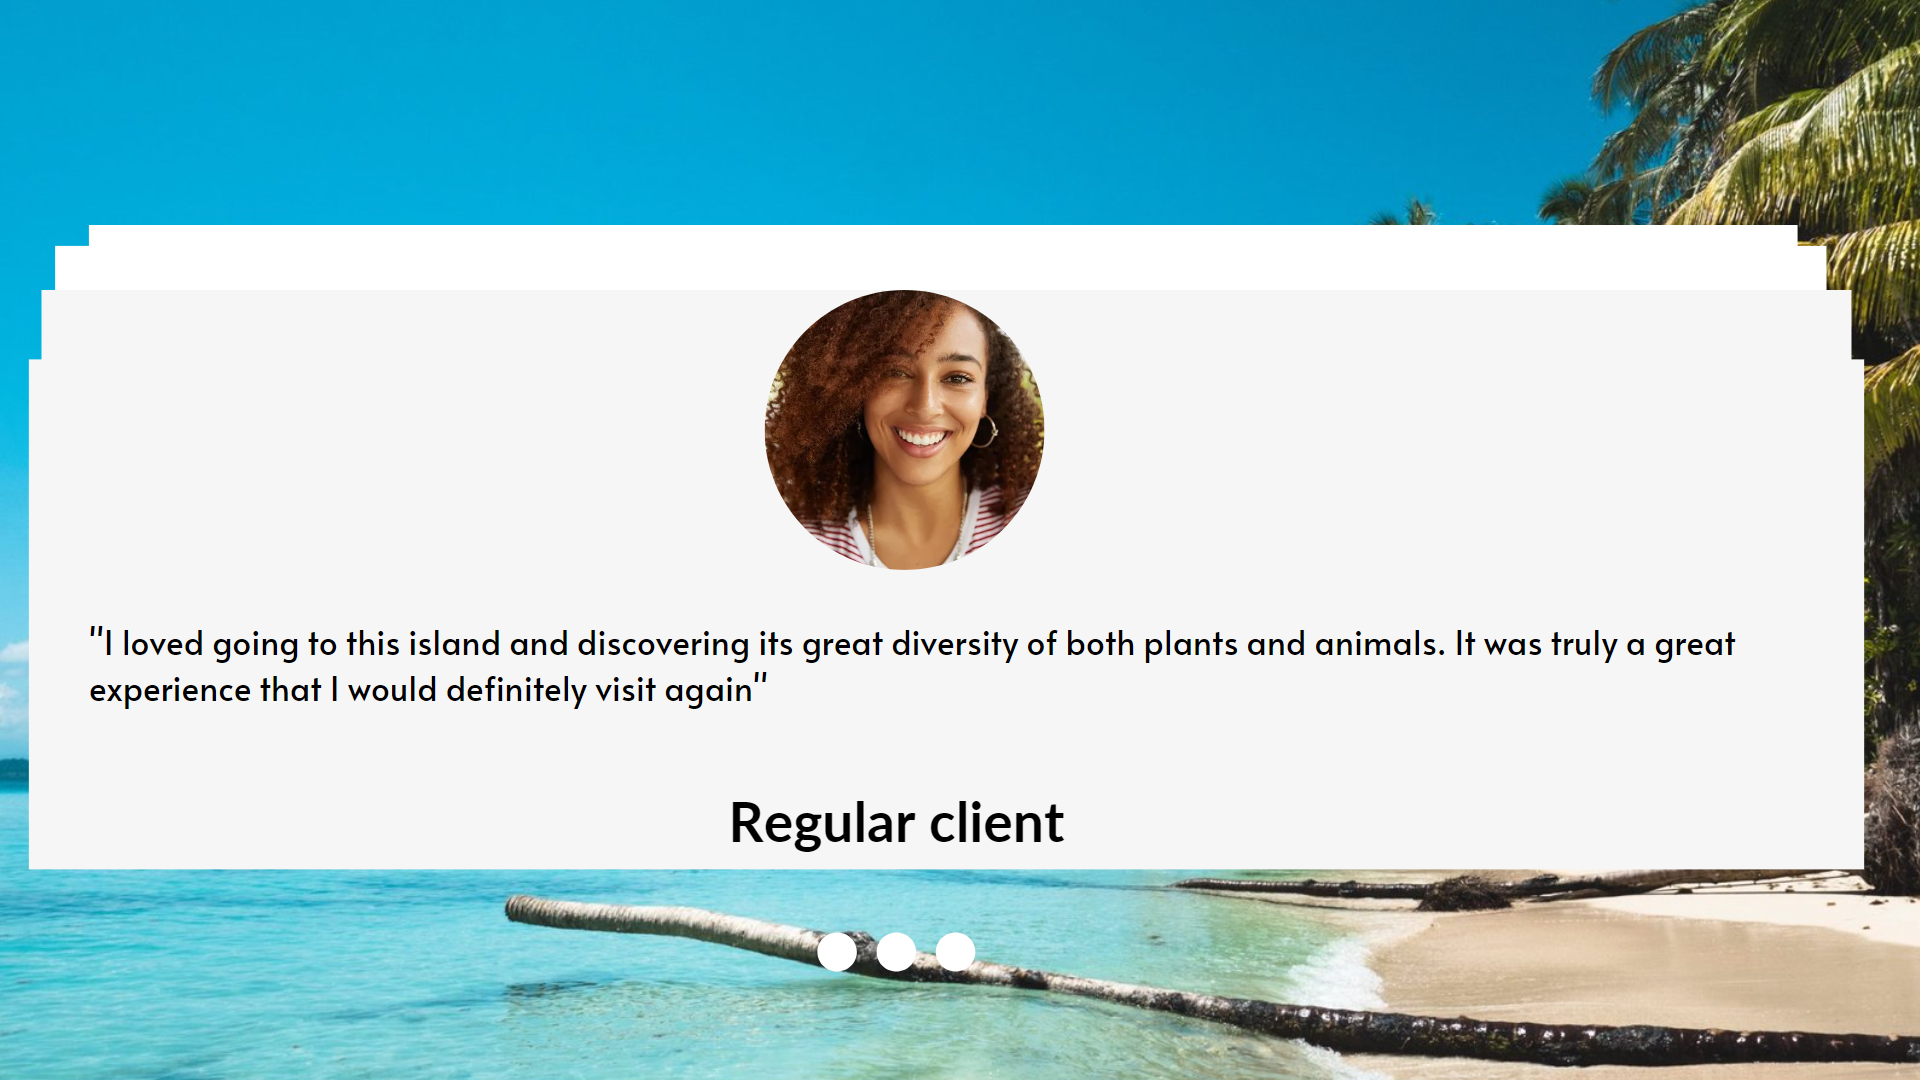 "I loved going to this island and discovering its great diversity of both plants and animals. It was truly a great
experience that I would definitely visit again"
Regular client